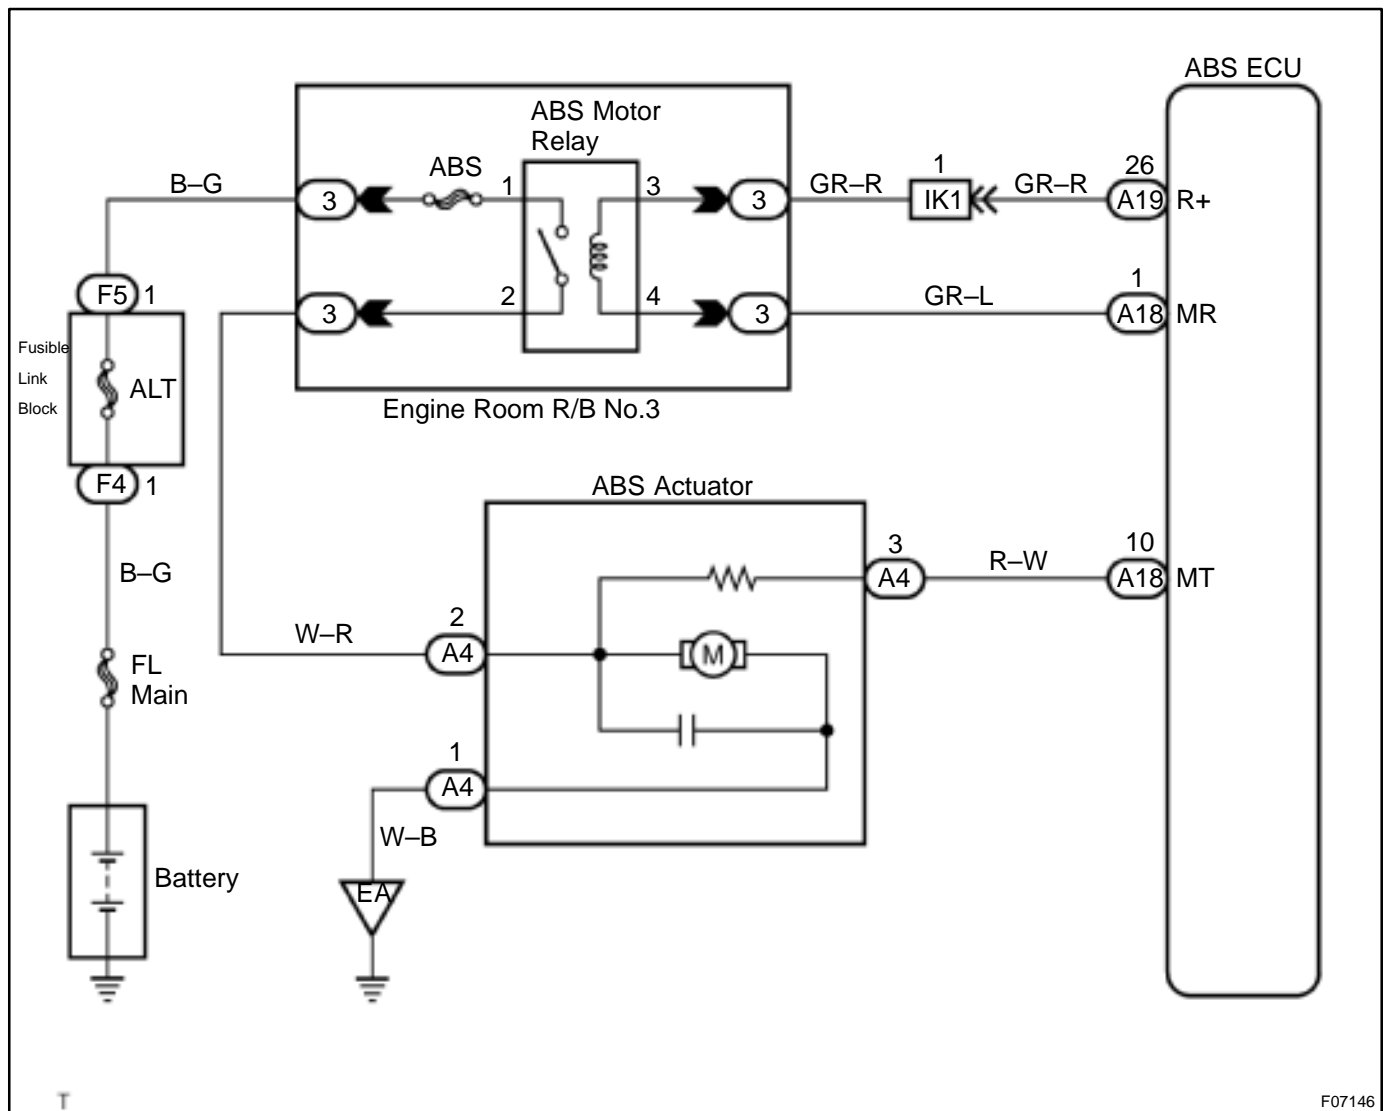 ABS ECU
ABS Motor
Relay
ABS
B–G
3
1
3
3
GR–R
1
IK1
GR–R
26
A19
R+
F5
1
3
2
4
3
GR–L
1
A18
MR
Fusible
Link
Block
ALT
Engine Room R/B No.3
F4
1
ABS Actuator
B–G
3
A4
R–W
10
A18
MT
FL
Main
W–R
2
A4
M
1
A4
W–B
Battery
EA
T
F07146